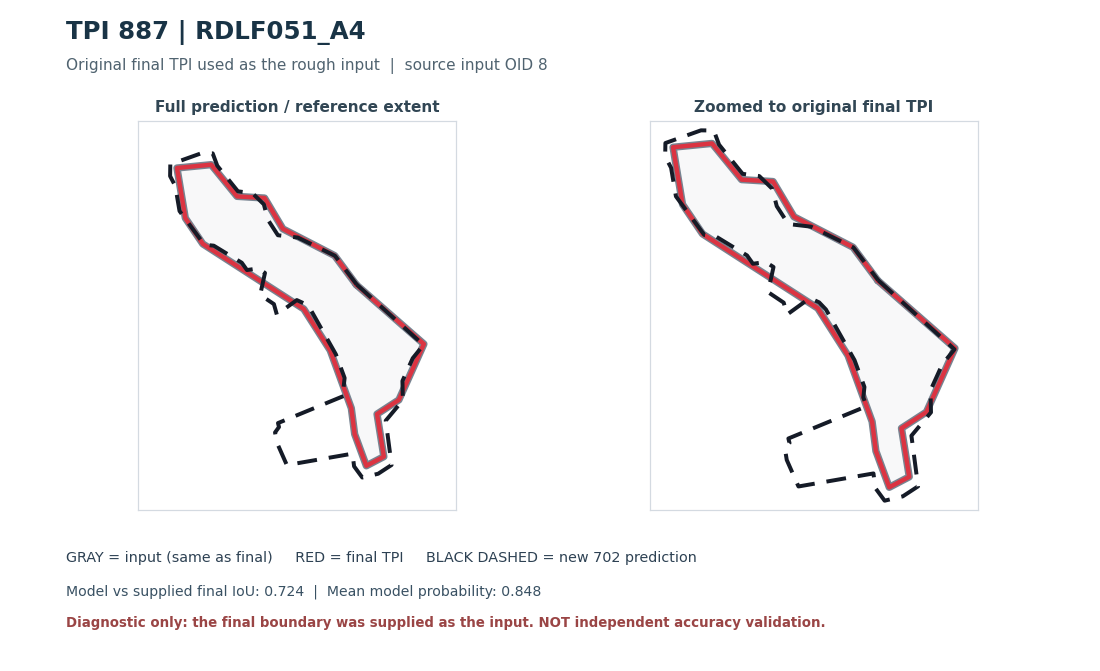 TPI 887 | RDLF051_A4
Original final TPI used as the rough input | source input OID 8
Full prediction / reference extent
Zoomed to original final TPI
GRAY = input (same as final) RED = final TPI BLACK DASHED = new 702 prediction
Model vs supplied final IoU: 0.724 | Mean model probability: 0.848
Diagnostic only: the final boundary was supplied as the input. NOT independent accuracy validation.